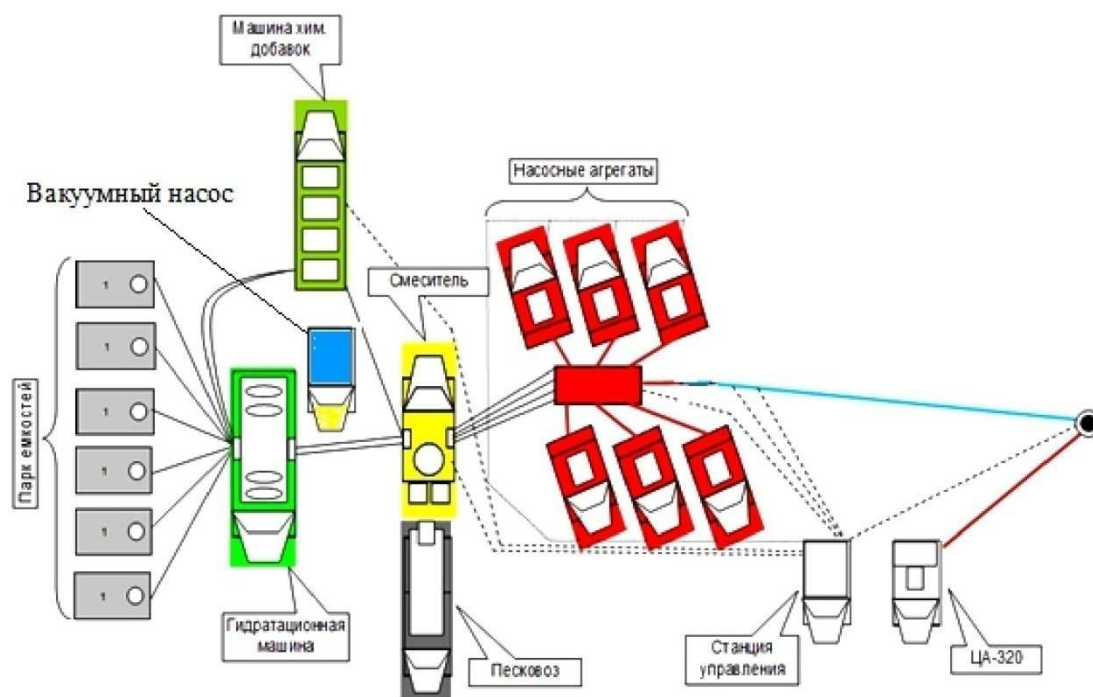 Машина хим.
добавок
Насосные агрегаты
Вакуумный насос
Смеситель
Парк емкостей
1
1
1
1
1
1
Гидратационная
машина
Песковоз
Станция
управления
ЦА-320